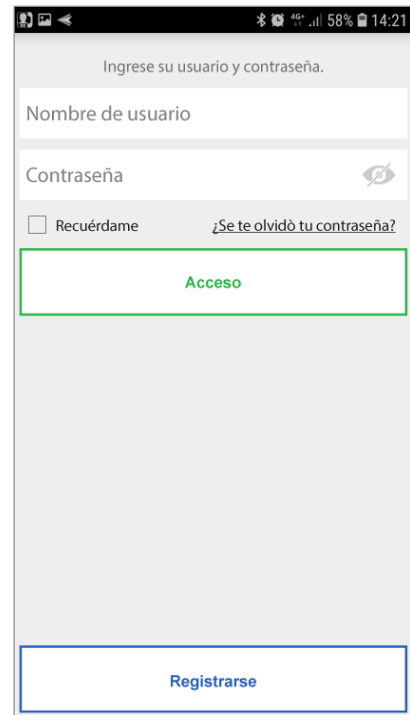 4G+ 58% 14:21
Ingrese su usuario y contraseña.
Nombre de usuario
Contraseña
Recuérdame ¿Se te olvidò tu contraseña?
Acceso
Registrarse